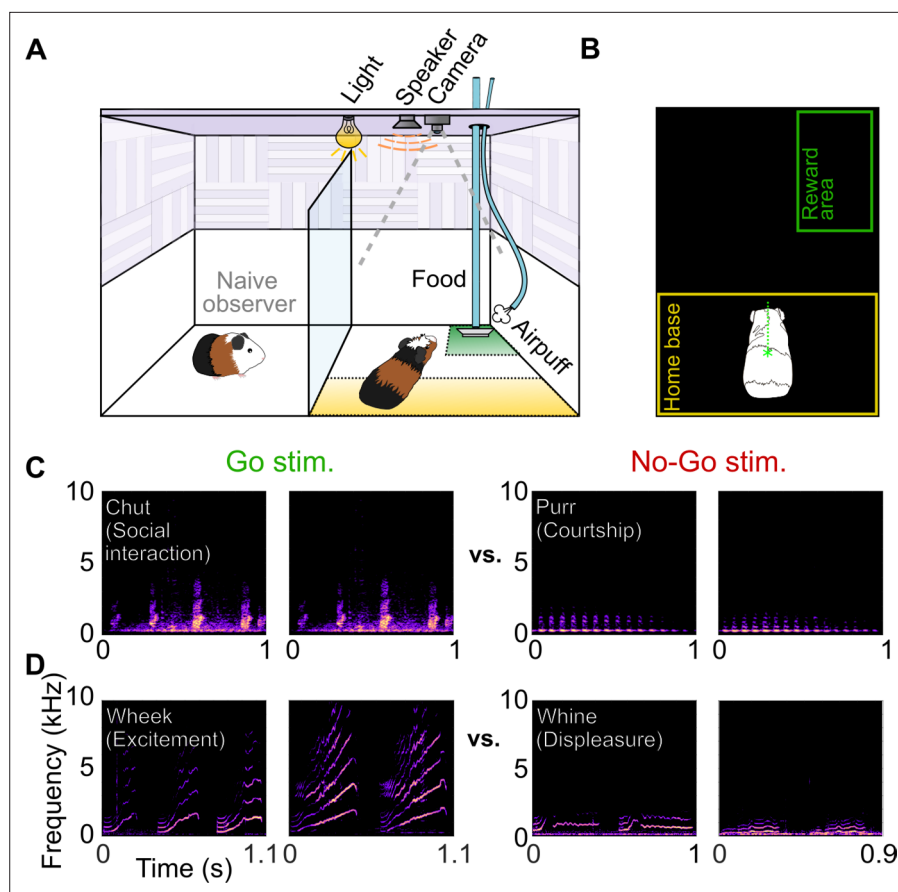 A
B
Light
Speaker
Camera
Reward
area
Food
Naive
observer
Airpuff
Home base
C
Go stim.
No-Go stim.
10
5
0
Chut
(Social
interaction)
0
1
0
1
vs.
10
5
0
Purr
(Courtship)
0
1
0
1
D
Frequency (kHz)
10
5
0
Wheek
(Excitement)
0
1.1
0
1.1
Time (s)
vs.
10
5
0
Whine
(Displeasure)
0
1
0
0.9